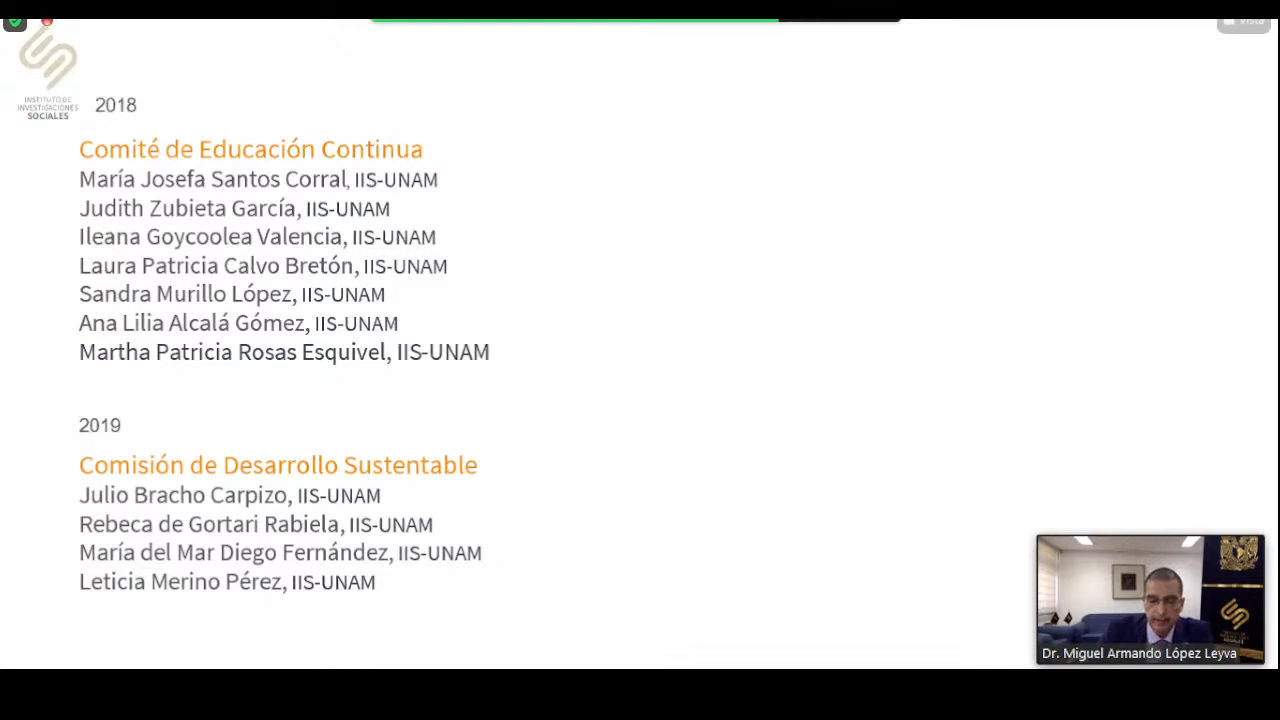 Vista
INSTITUTO DE
INVESTIGACIONES
SOCIALES
2018
Comité de Educación Continua
María Josefa Santos Corral, IIS-UNAM
Judith Zubieta García, IIS-UNAM
Ileana Goycoolea Valencia, IIS-UNAM
Laura Patricia Calvo Bretón, IIS-UNAM
Sandra Murillo López, IIS-UNAM
Ana Lilia Alcalá Gómez, IIS-UNAM
Martha Patricia Rosas Esquivel, IIS-UNAM
2019
Comisión de Desarrollo Sustentable
Julio Bracho Carpizo, IIS-UNAM
Rebeca de Gortari Rabiela, IIS-UNAM
María del Mar Diego Fernández, IIS-UNAM
Leticia Merino Pérez, IIS-UNAM
Dr. Miguel Armando López Leyva